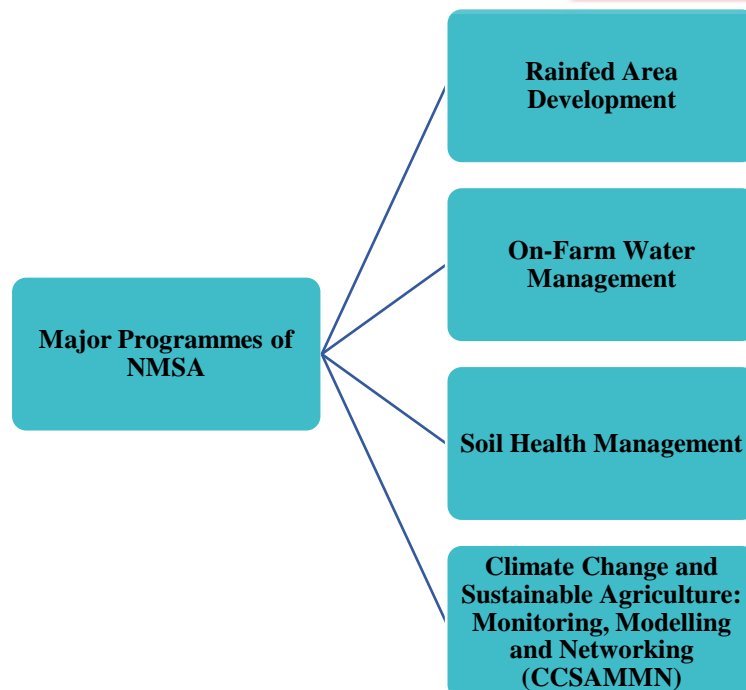 Major Programmes of
NMSA
Rainfed Area
Development
On-Farm Water
Management
Soil Health Management
Climate Change and
Sustainable Agriculture:
Monitoring, Modelling
and Networking
(CCSAMMN)